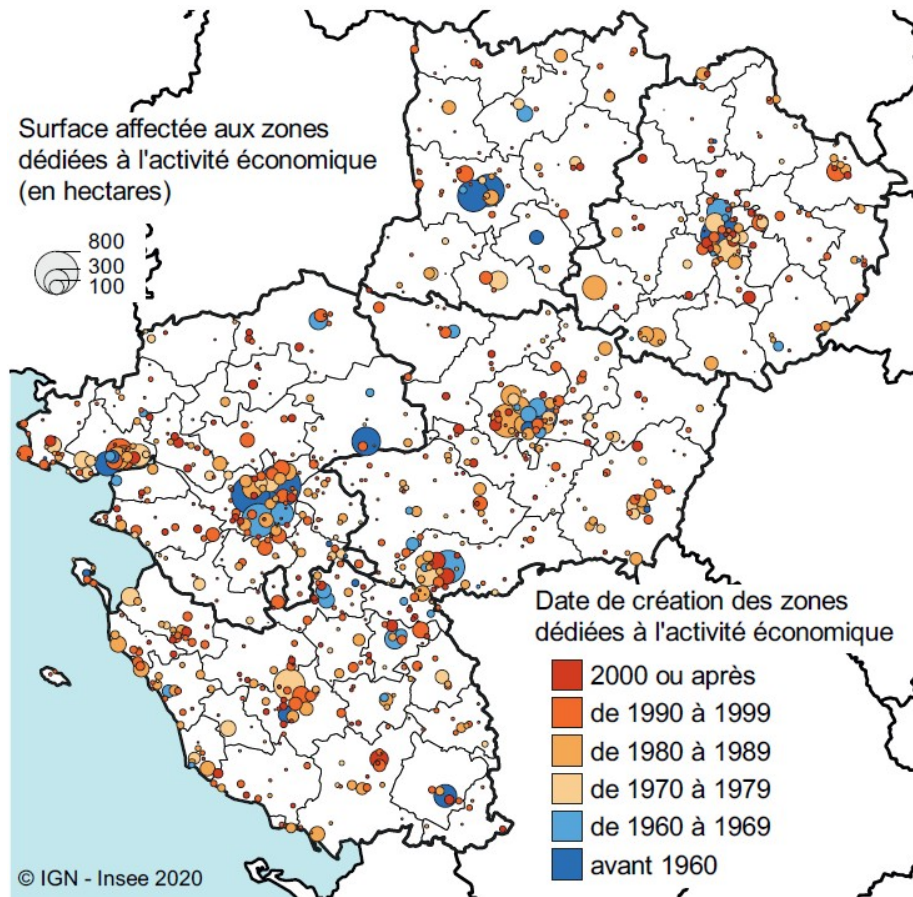 Surface affectée aux zones
dédiées à l'activité économique
(en hectares)
800
300
100
Date de création des zones
dédiées à l'activité économique
2000 ou après
de 1990 à 1999
de 1980 à 1989
de 1970 à 1979
de 1960 à 1969
avant 1960
© IGN - Insee 2020